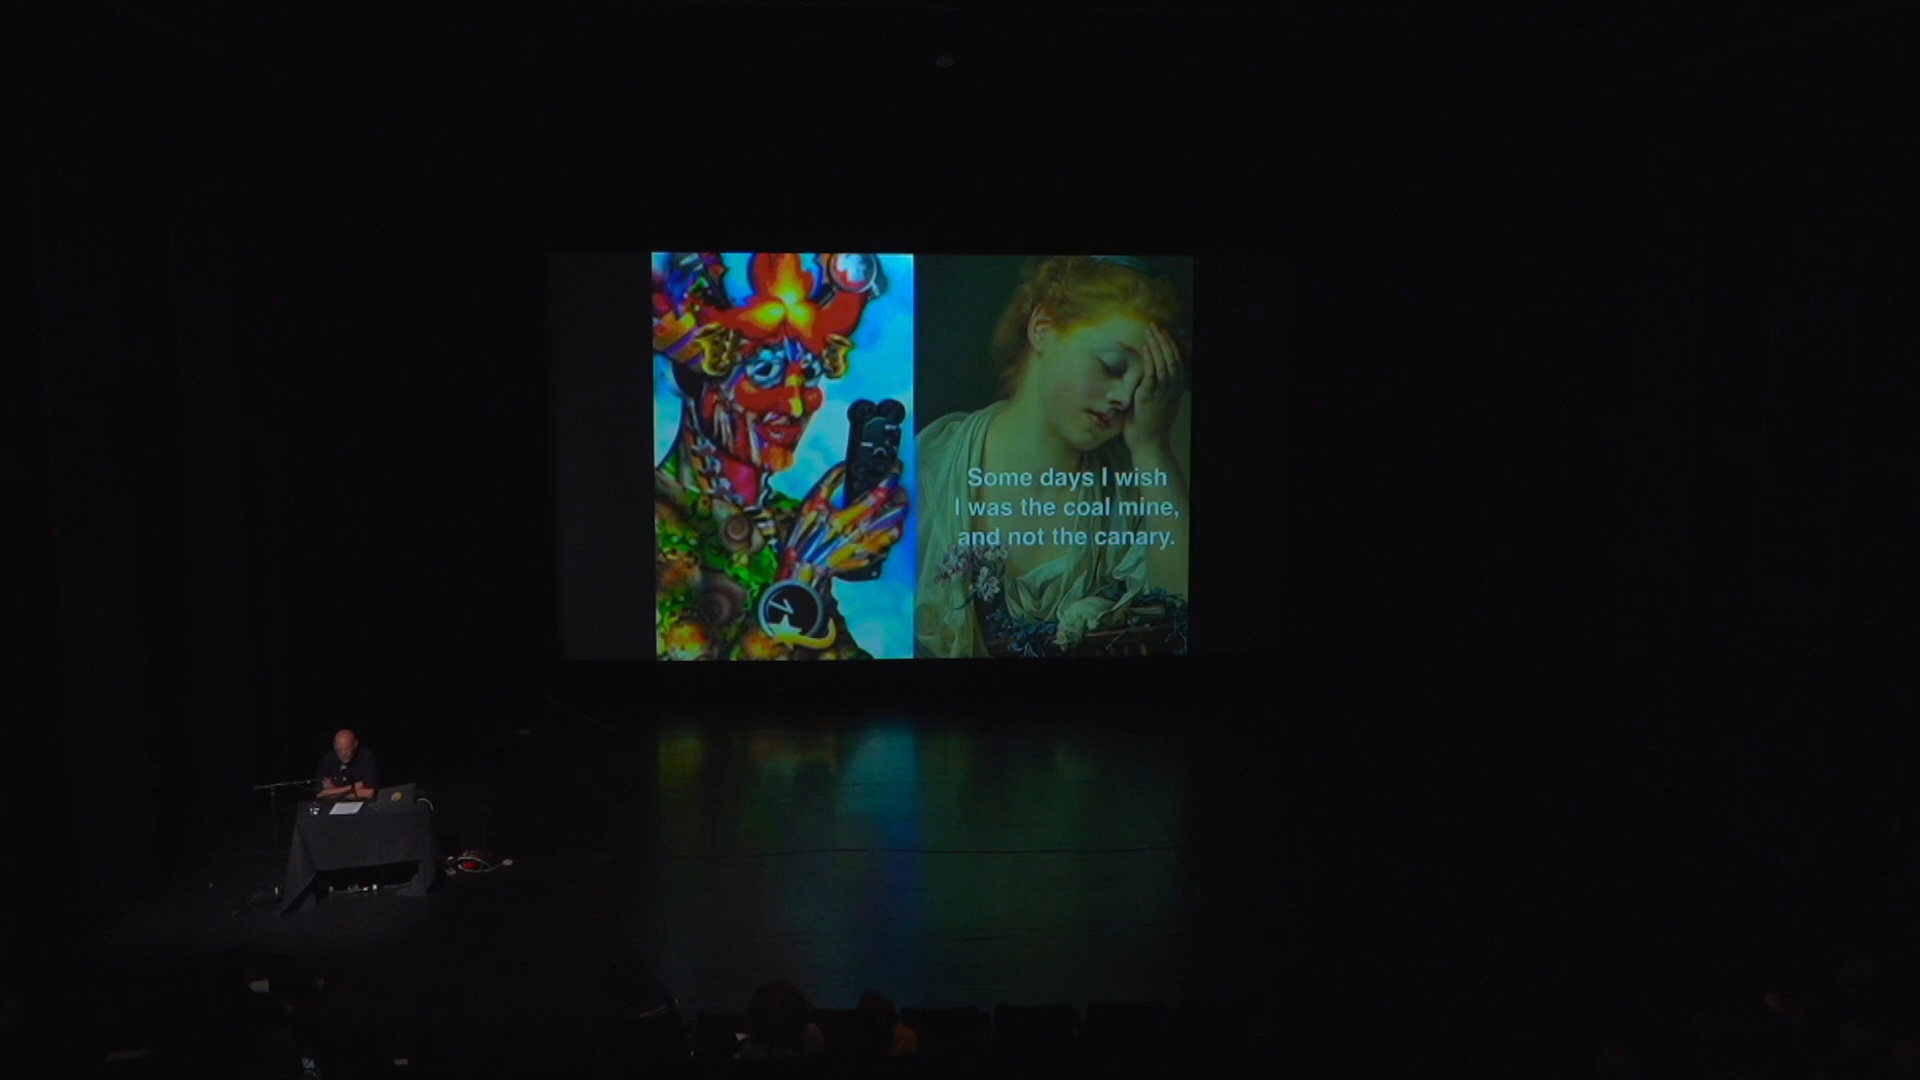 Some days I wish
I was the coal mine,
and not the canary.